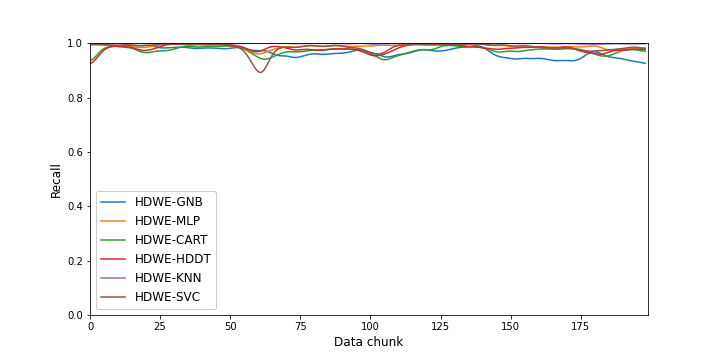 1.0
0.8
0.6
0.4
0.2
0.0
Recall
HDWE-GNB
HDWE-MLP
HDWE-CART
HDWE-HDDT
HDWE-KNN
HDWE-SVC
0 25 50 75 100 125 150 175
Data chunk